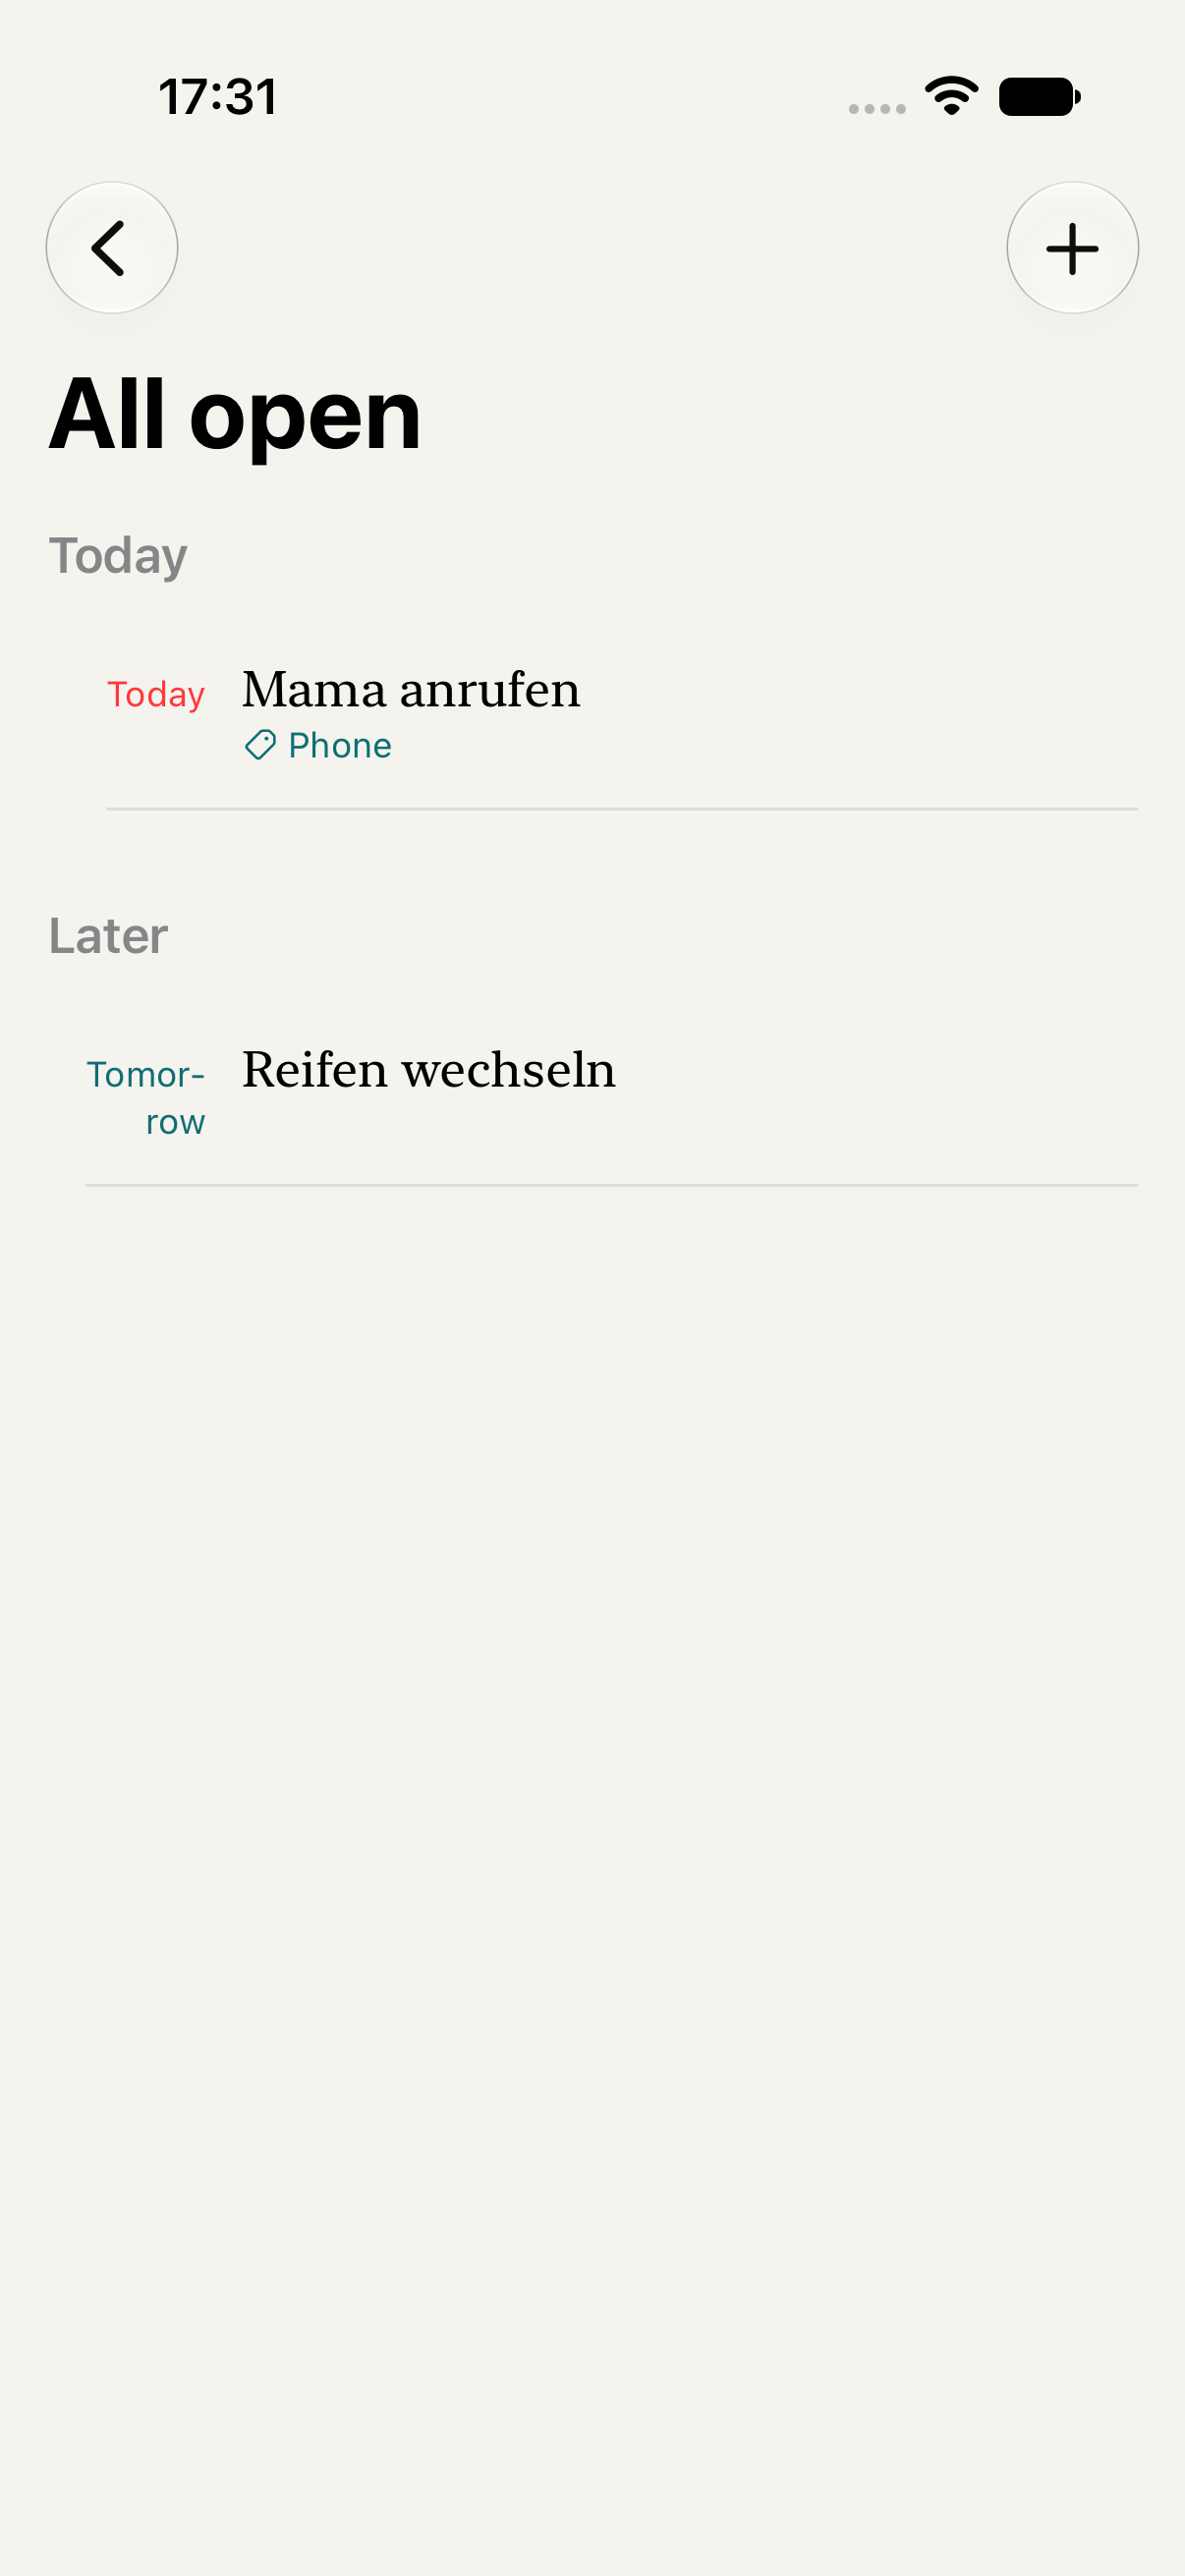 17:31
All open
Today
Today Mama anrufen
Phone
Later
Tomor- Reifen wechseln
row